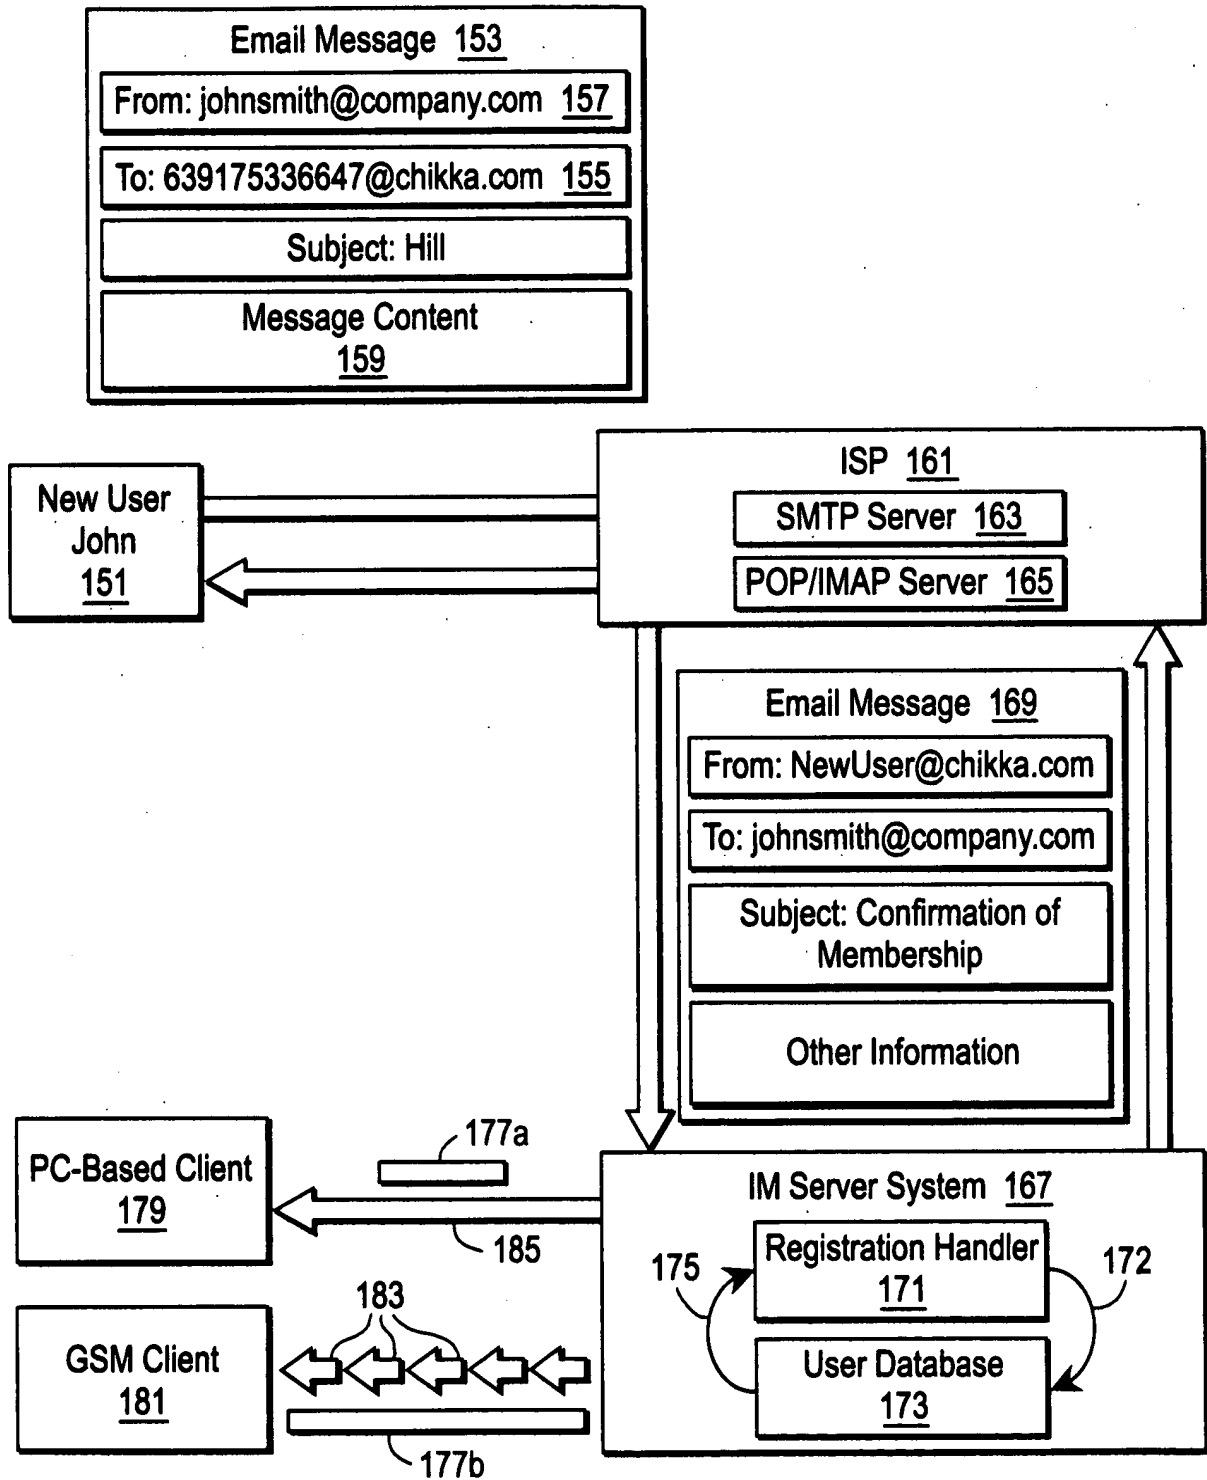 Email Message 153
From: johnsmith@company.com 157
To: 639175336647@chikka.com 155
Subject: Hill
Message Content
159
New User
John
151
ISP 161
SMTP Server 163
POP/IMAP Server 165
Email Message 169
From: NewUser@chikka.com
To: johnsmith@company.com
Subject: Confirmation of
Membership
Other Information
PC-Based Client
179
177a
185
IM Server System 167
Registration Handler
171
175
172
User Database
173
GSM Client
181
183
177b